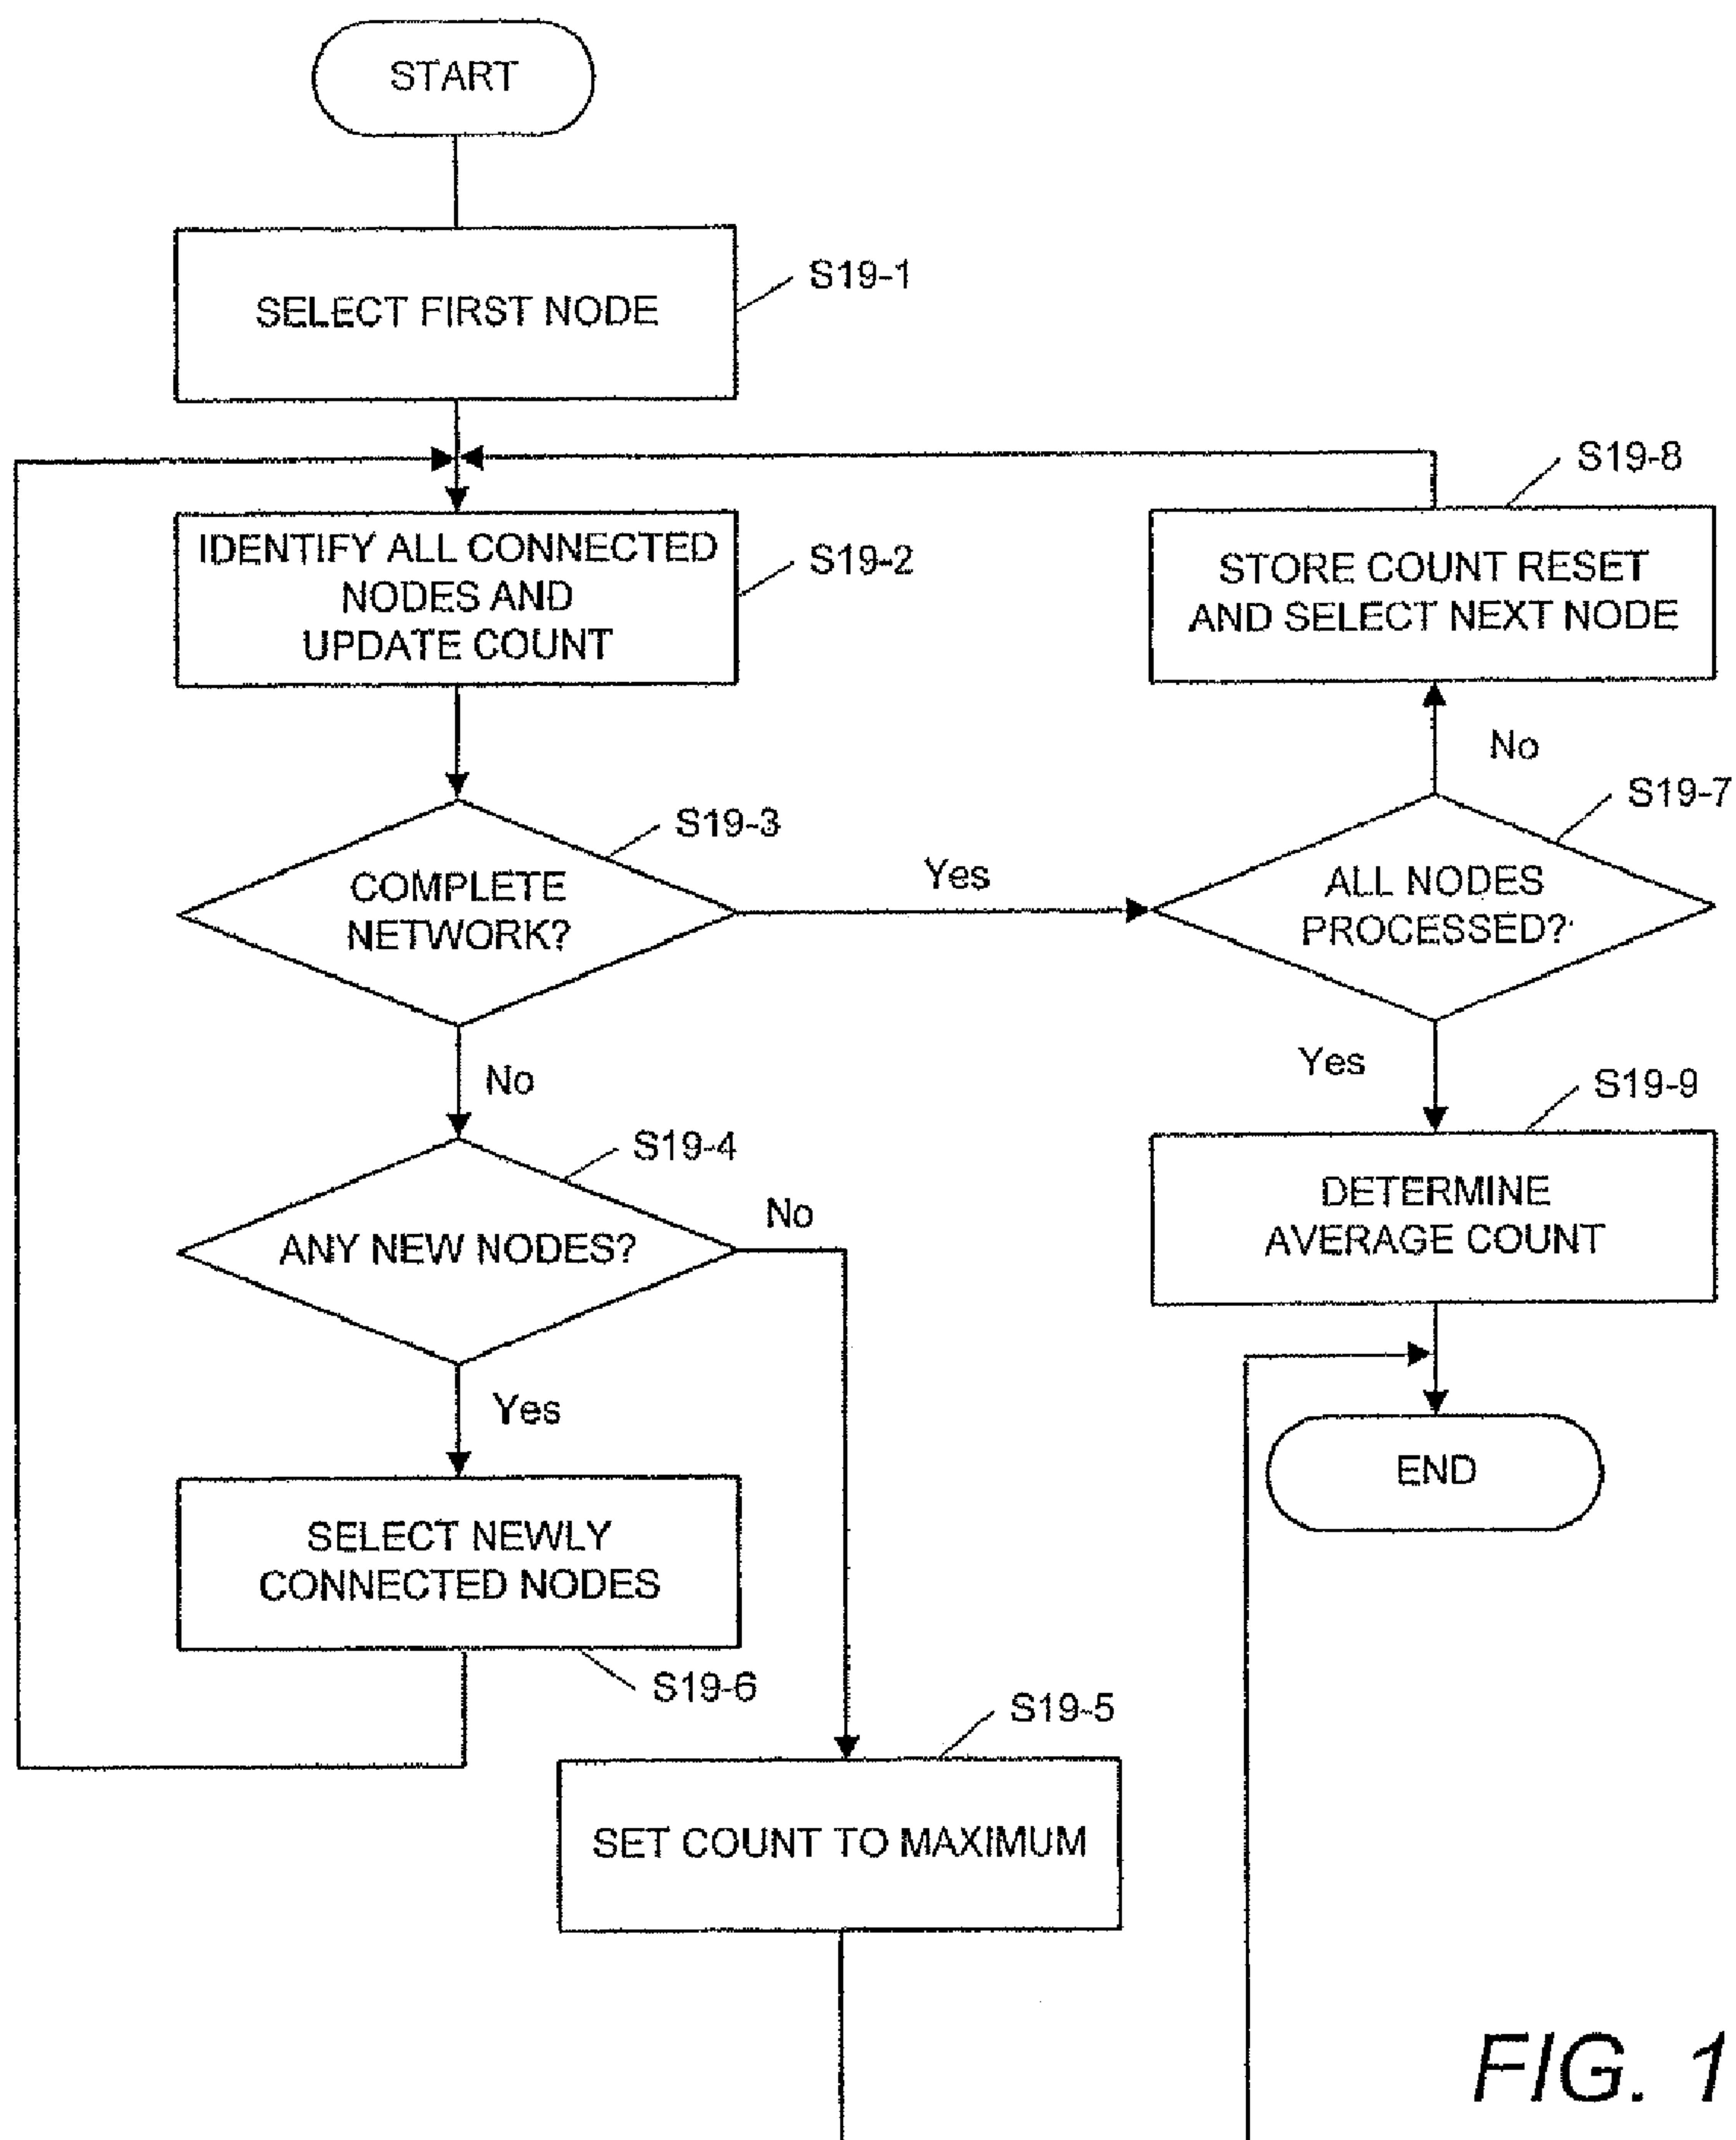 START
SELECT FIRST NODE
S19-1
IDENTIFY ALL CONNECTED
NODES AND
UPDATE COUNT
S19-2
S19-8
STORE COUNT RESET
AND SELECT NEXT NODE
No
S19-3
COMPLETE
NETWORK?
Yes
S19-7
ALL NODES
PROCESSED?
No
Yes
S19-4
ANY NEW NODES?
No
S19-9
DETERMINE
AVERAGE COUNT
Yes
SELECT NEWLY
CONNECTED NODES
S19-6
END
S19-5
SET COUNT TO MAXIMUM
FIG. 1